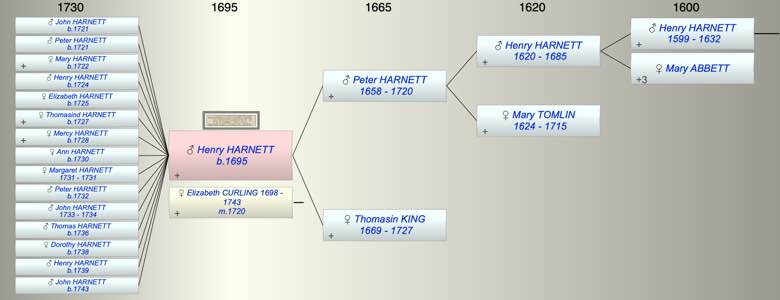 1730
1695
1665
1620
1600
♂ John HARNETT
b.1721
♂ Peter HARNETT
b.1721
♀ Mary HARNETT
b.1722
+
♂ Henry HARNETT
b.1724
♀ Elizabeth HARNETT
b.1725
♀ Thomasind HARNETT
b.1727
+
♀ Mercy HARNETT
b.1728
+
♀ Ann HARNETT
b.1730
♀ Margaret HARNETT
1731 - 1731
♂ Peter HARNETT
b.1732
♂ John HARNETT
1733 - 1734
♂ Thomas HARNETT
b.1736
♀ Dorothy HARNETT
b.1738
♂ Henry HARNETT
b.1739
♂ John HARNETT
b.1743
♂ Henry HARNETT
b.1695
+
♀ Elizabeth CURLING 1698 -
1743
m.1720
+
♂ Peter HARNETT
1658 - 1720
+
♀ Thomasin KING
1669 - 1727
+
♂ Henry HARNETT
1620 - 1685
+
♀ Mary TOMLIN
1624 - 1715
+
♂ Henry HARNETT
1599 - 1632
+
♀ Mary ABBETT
+3